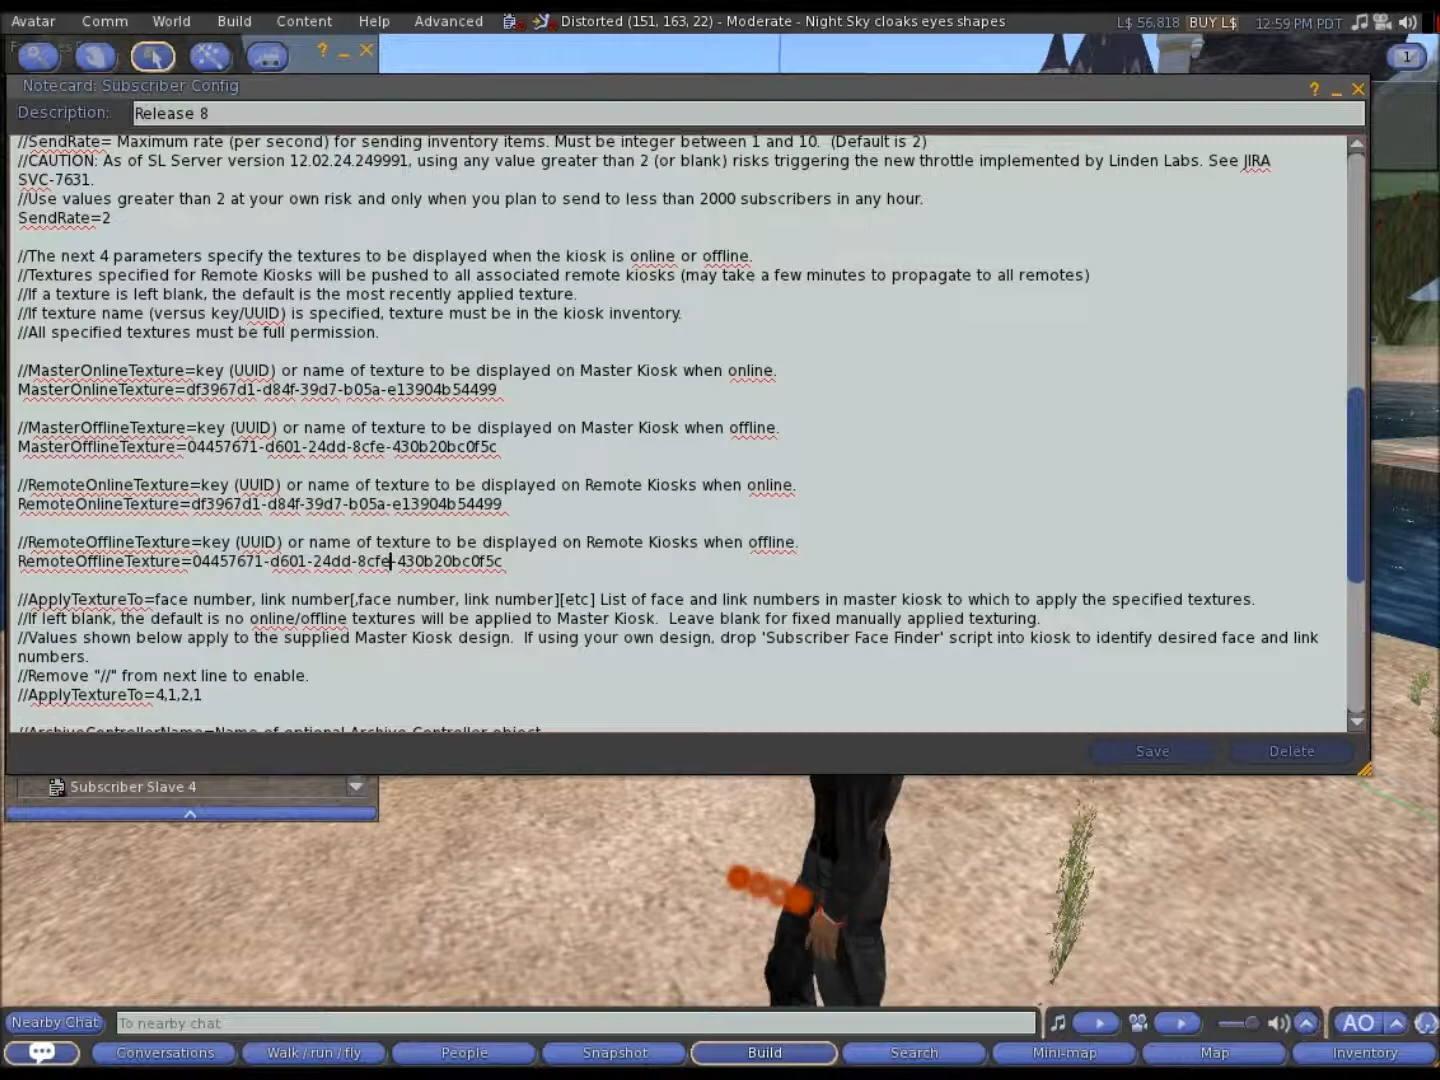 Avatar Comm World Build Content Help Advanced Distorted (151, 163, 22) - Moderate - Night Sky cloaks eyes shapes L$ 56,818 BUY L$ 12:59 PM PDT
? _ X 1
Notecard: Subscriber Config ? _ X
Description: Release 8
//SendRate= Maximum rate (per second) for sending inventory items. Must be integer between 1 and 10.  (Default is 2)
//CAUTION: As of SL Server version 12.02.24.249991, using any value greater than 2 (or blank) risks triggering the new throttle implemented by Linden Labs. See JIRA
SVC-7631.
//Use values greater than 2 at your own risk and only when you plan to send to less than 2000 subscribers in any hour.
SendRate=2
//The next 4 parameters specify the textures to be displayed when the kiosk is online or offline.
//Textures specified for Remote Kiosks will be pushed to all associated remote kiosks (may take a few minutes to propagate to all remotes)
//If a texture is left blank, the default is the most recently applied texture.
//If texture name (versus key/UUID) is specified, texture must be in the kiosk inventory.
//All specified textures must be full permission.
//MasterOnlineTexture=key (UUID) or name of texture to be displayed on Master Kiosk when online.
MasterOnlineTexture=df3967d1-d84f-39d7-b05a-e13904b54499
//MasterOfflineTexture=key (UUID) or name of texture to be displayed on Master Kiosk when offline.
MasterOfflineTexture=04457671-d601-24dd-8cfe-430b20bc0f5c
//RemoteOnlineTexture=key (UUID) or name of texture to be displayed on Remote Kiosks when online.
RemoteOnlineTexture=df3967d1-d84f-39d7-b05a-e13904b54499
//RemoteOfflineTexture=key (UUID) or name of texture to be displayed on Remote Kiosks when offline.
RemoteOfflineTexture=04457671-d601-24dd-8cfe-430b20bc0f5c
//ApplyTextureTo=face number, link number[,face number, link number][etc] List of face and link numbers in master kiosk to which to apply the specified textures.
//If left blank, the default is no online/offline textures will be applied to Master Kiosk.  Leave blank for fixed manually applied texturing.
//Values shown below apply to the supplied Master Kiosk design.  If using your own design, drop 'Subscriber Face Finder' script into kiosk to identify desired face and link
numbers.
//Remove "//" from next line to enable.
//ApplyTextureTo=4,1,2,1
//ArchiveControllerName=Name of optional Archive Controller object
Save Delete
Subscriber Slave 4
Nearby Chat To nearby chat AO
Conversations Walk / run / fly People Snapshot Build Search Mini-map Map Inventory